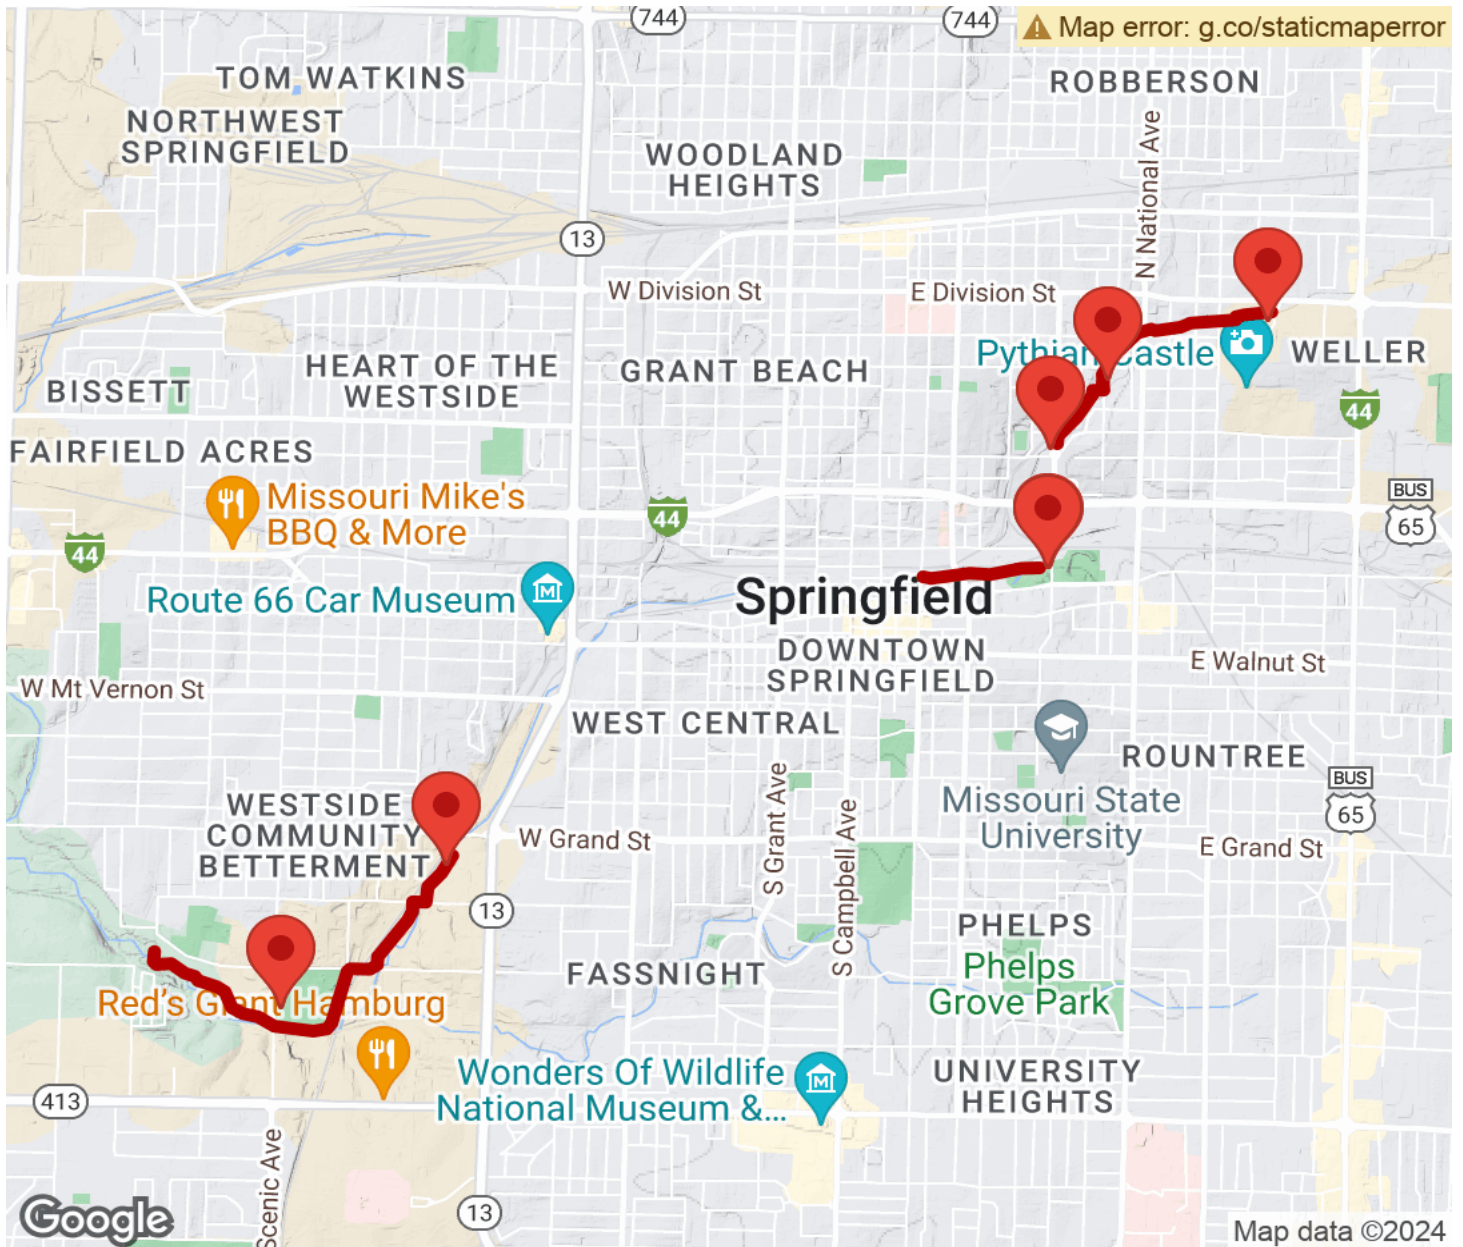 744
744
Map error: g.co/staticmaperror
TOM WATKINS
ROBBERSON
NORTHWEST
SPRINGFIELD
N National Ave
WOODLAND
HEIGHTS
13
W Division St
E Division St
Pythian Castle
WELLER
HEART OF THE
WESTSIDE
GRANT BEACH
BISSETT
44
FAIRFIELD ACRES
Missouri Mike's
BBQ & More
BUS
65
44
44
Route 66 Car Museum
Springfield
DOWNTOWN
SPRINGFIELD
E Walnut St
W Mt Vernon St
WEST CENTRAL
ROUNTREE
BUS
65
S Grant Ave
S Campbell Ave
Missouri State
University
WESTSIDE
COMMUNITY
BETTERMENT
W Grand St
E Grand St
13
PHELPS
FASSNIGHT
Phelps
Grove Park
Red's Giant Hamburg
Wonders Of Wildlife
National Museum &...
UNIVERSITY
HEIGHTS
413
Scenic Ave
13
Google
Map data ©2024